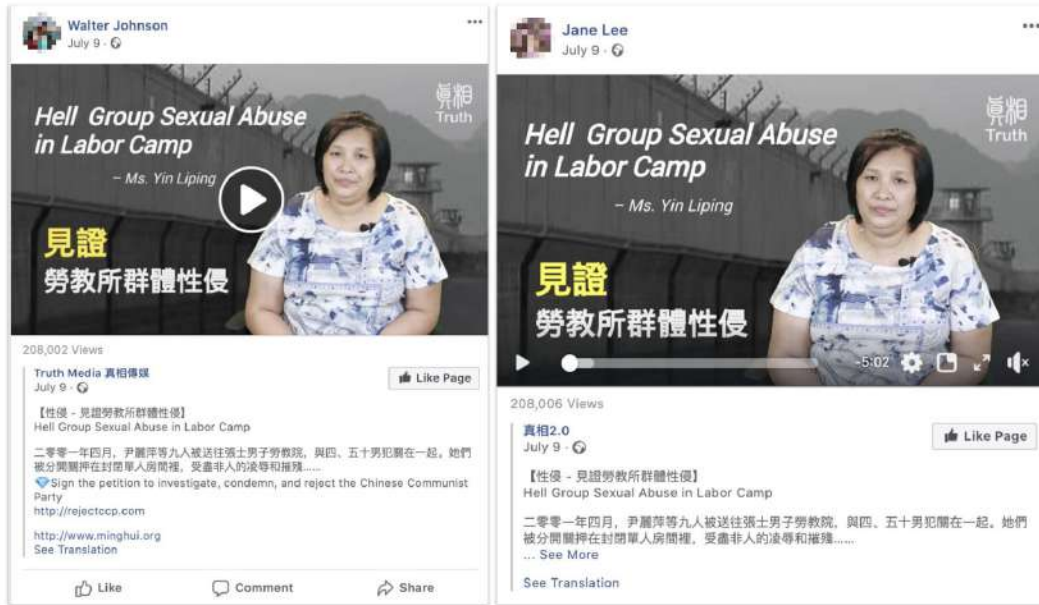 Walter Johnson
July 9
Hell Group Sexual Abuse
in Labor Camp
– Ms. Yin Liping
真相
Truth
見證
勞教所群體性侵
208,002 Views
Truth Media 真相傳媒
July 9
Like Page
【性侵 - 見證勞教所群體性侵】
Hell Group Sexual Abuse in Labor Camp
二零零一年四月，尹麗萍等九人被送往張士男子勞教院，與四、五十男犯關在一起。她們
被分開關押在封閉單人房間裡，受盡非人的凌辱和摧殘......
Sign the petition to investigate, condemn, and reject the Chinese Communist
Party
http://rejectccp.com
http://www.minghui.org
See Translation
Like Comment Share
Jane Lee
July 9
Hell Group Sexual Abuse
in Labor Camp
– Ms. Yin Liping
真相
Truth
見證
勞教所群體性侵
-5:02
208,006 Views
真相2.0
July 9
Like Page
【性侵 - 見證勞教所群體性侵】
Hell Group Sexual Abuse in Labor Camp
二零零一年四月，尹麗萍等九人被送往張士男子勞教院，與四、五十男犯關在一起。她們
被分開關押在封閉單人房間裡，受盡非人的凌辱和摧殘......
... See More
See Translation